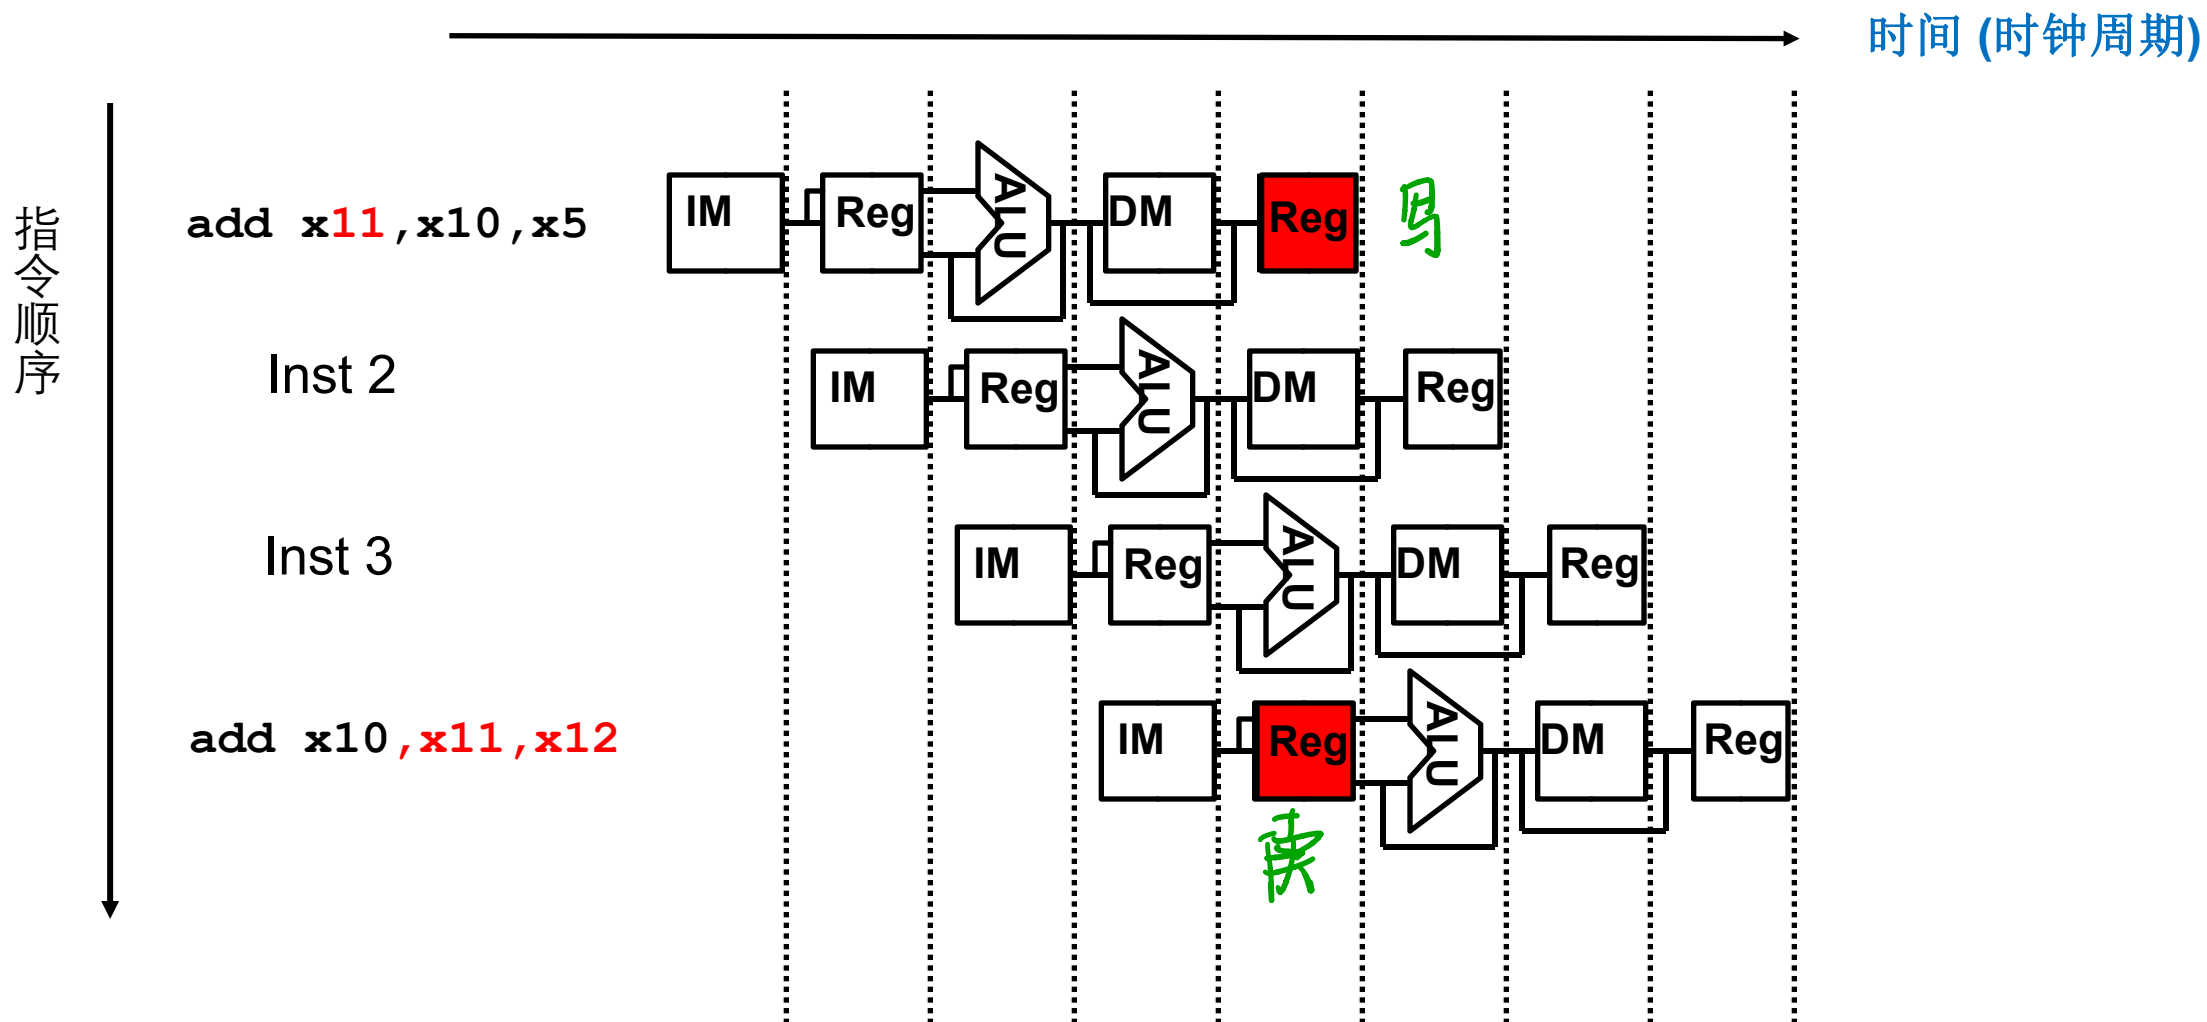 时间 (时钟周期)
指令顺序
add x11,x10,x5
IM Reg ALU DM Reg 写
Inst 2
IM Reg ALU DM Reg
Inst 3
IM Reg ALU DM Reg
add x10,x11,x12
IM Reg ALU DM Reg
读